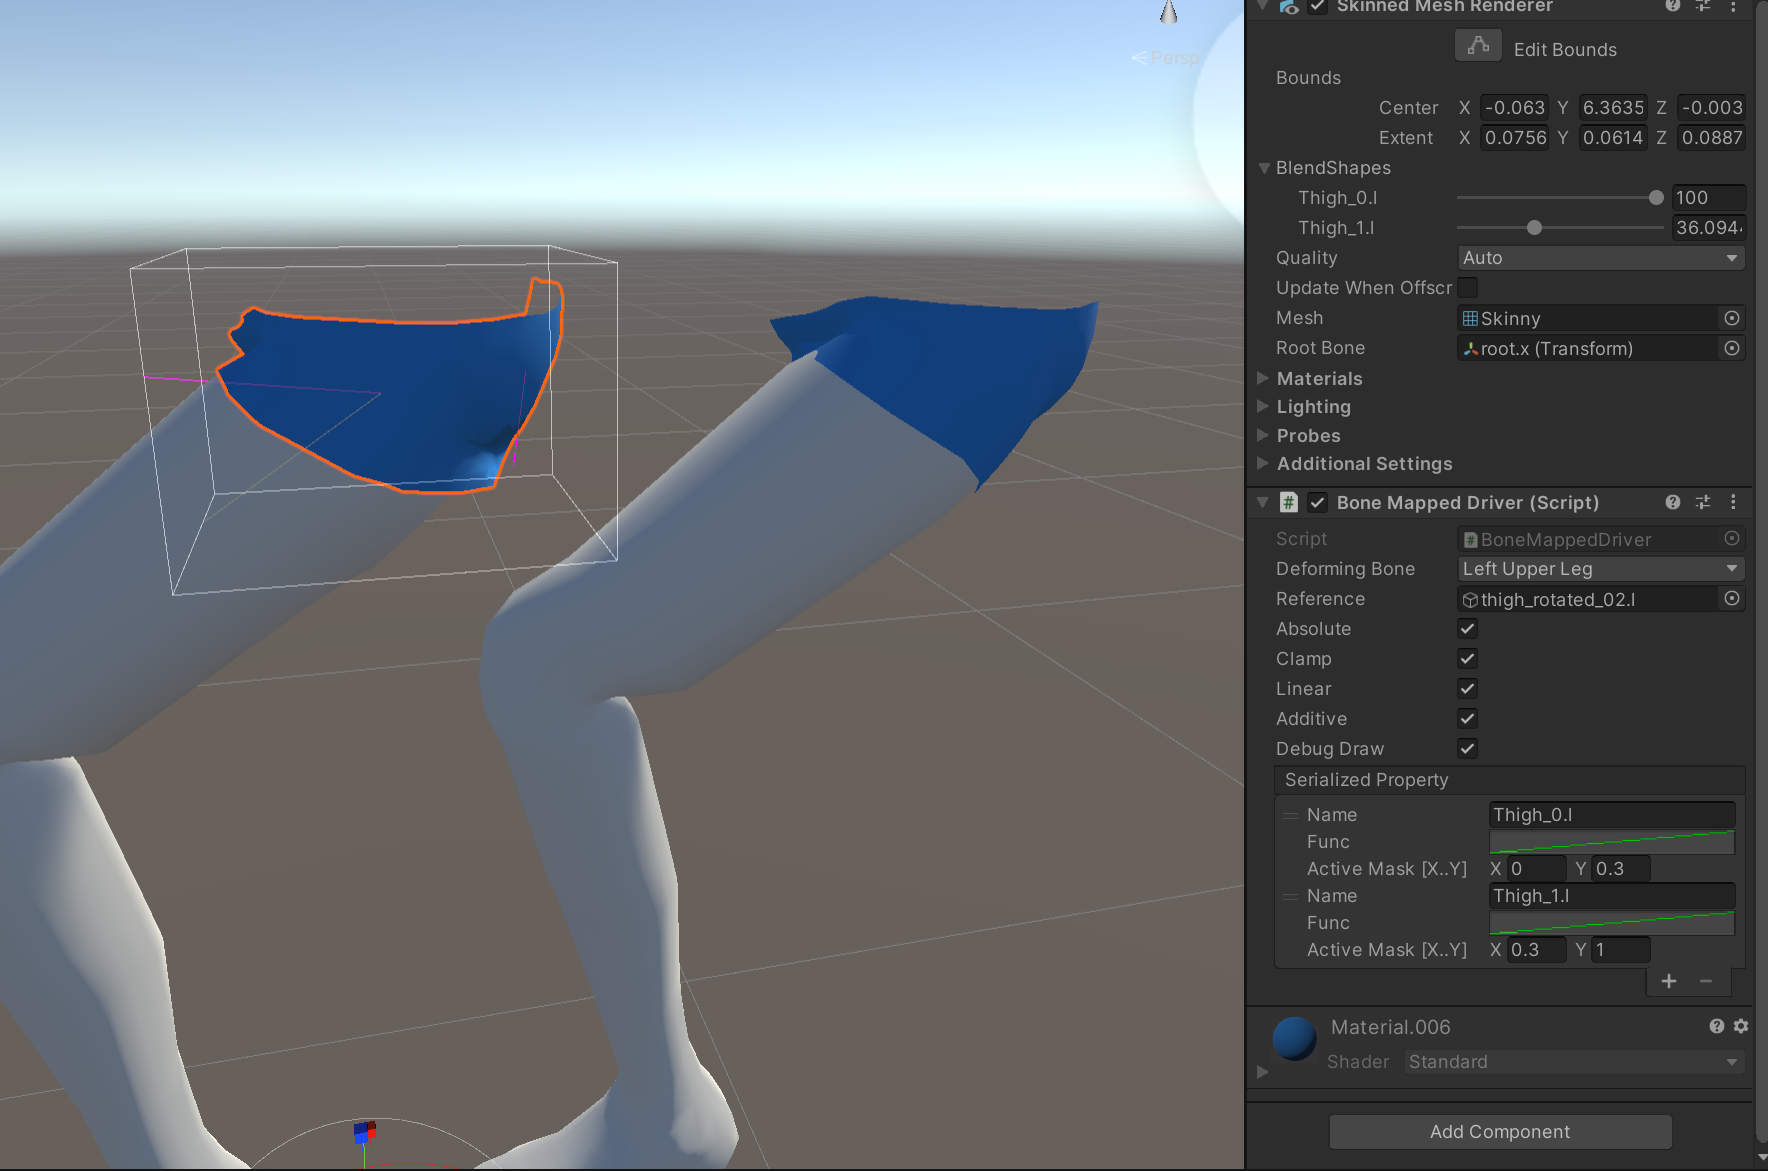 Persp
Skinned Mesh Renderer
Edit Bounds
Bounds
Center X -0.063 Y 6.3635 Z -0.003
Extent X 0.0756 Y 0.0614 Z 0.0887
BlendShapes
Thigh_0.l 100
Thigh_1.l 36.094
Quality Auto
Update When Offscr
Mesh Skinny
Root Bone root.x (Transform)
Materials
Lighting
Probes
Additional Settings
# Bone Mapped Driver (Script)
Script # BoneMappedDriver
Deforming Bone Left Upper Leg
Reference thigh_rotated_02.l
Absolute
Clamp
Linear
Additive
Debug Draw
Serialized Property
Name Thigh_0.l
Func
Active Mask [X..Y] X 0 Y 0.3
Name Thigh_1.l
Func
Active Mask [X..Y] X 0.3 Y 1
+ −
Material.006
Shader Standard
Add Component